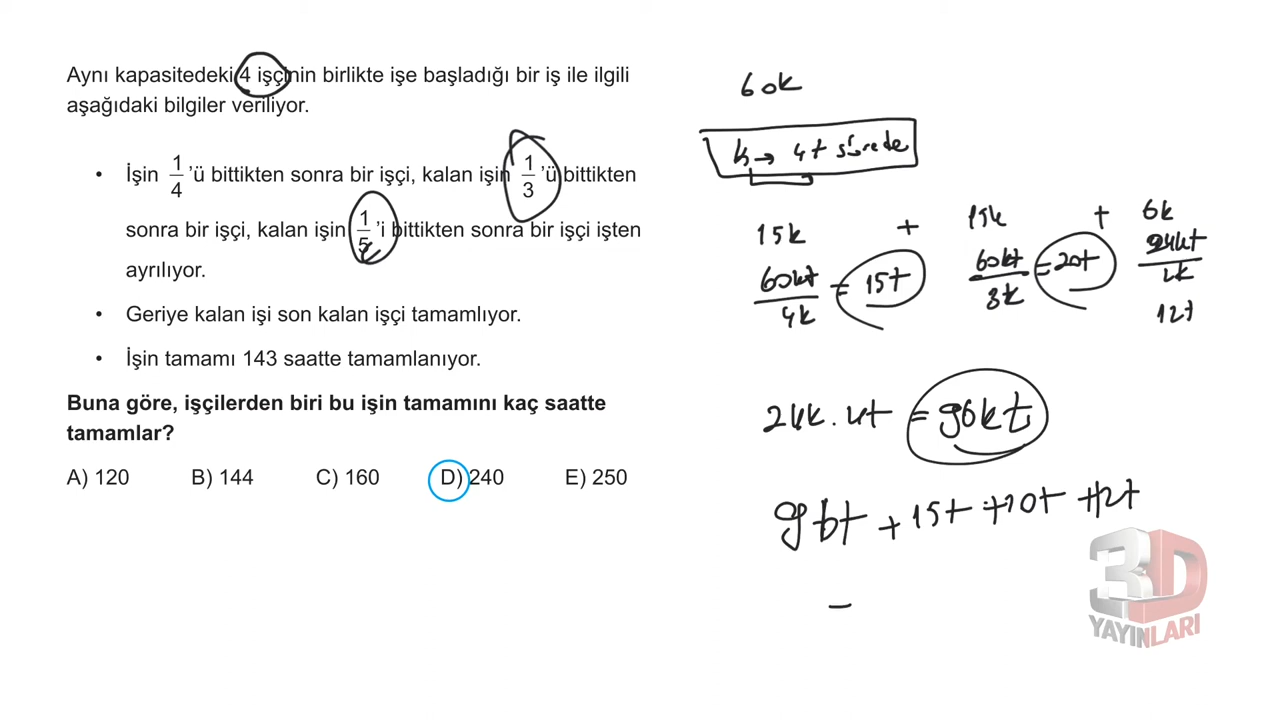 Aynı kapasitedeki 4 işçinin birlikte işe başladığı bir iş ile ilgili
aşağıdaki bilgiler veriliyor.
• İşin 1/4 'ü bittikten sonra bir işçi, kalan işin 1/3 'ü bittikten
sonra bir işçi, kalan işin 1/5 'i bittikten sonra bir işçi işten
ayrılıyor.
• Geriye kalan işi son kalan işçi tamamlıyor.
• İşin tamamı 143 saatte tamamlanıyor.
Buna göre, işçilerden biri bu işin tamamını kaç saatte
tamamlar?
A) 120 B) 144 C) 160 D) 240 E) 250
60k
k → 4t sürede
15k + 15k + 6k
60kt/4k = 15t 60kt/3k = 20t 24kt/2k
12t
24k.4t = 96kt
96t + 15t + 20t + 12t
=
3D
YAYINLARI